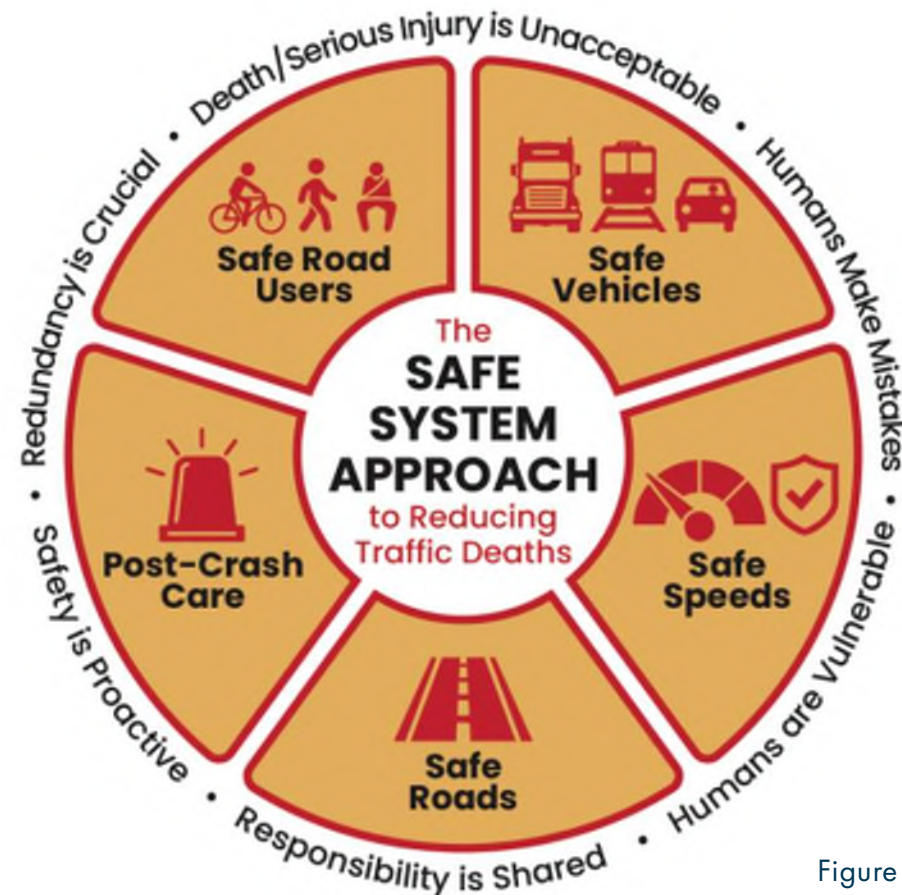 Death/Serious Injury is Unacceptable • Humans Make Mistakes • Humans are Vulnerable • Responsibility is Shared • Safety is Proactive • Redundancy is Crucial •
Safe Road
Users
Safe
Vehicles
The
SAFE
SYSTEM
APPROACH
to Reducing
Traffic Deaths
Post-Crash
Care
Safe
Speeds
Safe
Roads
Figure